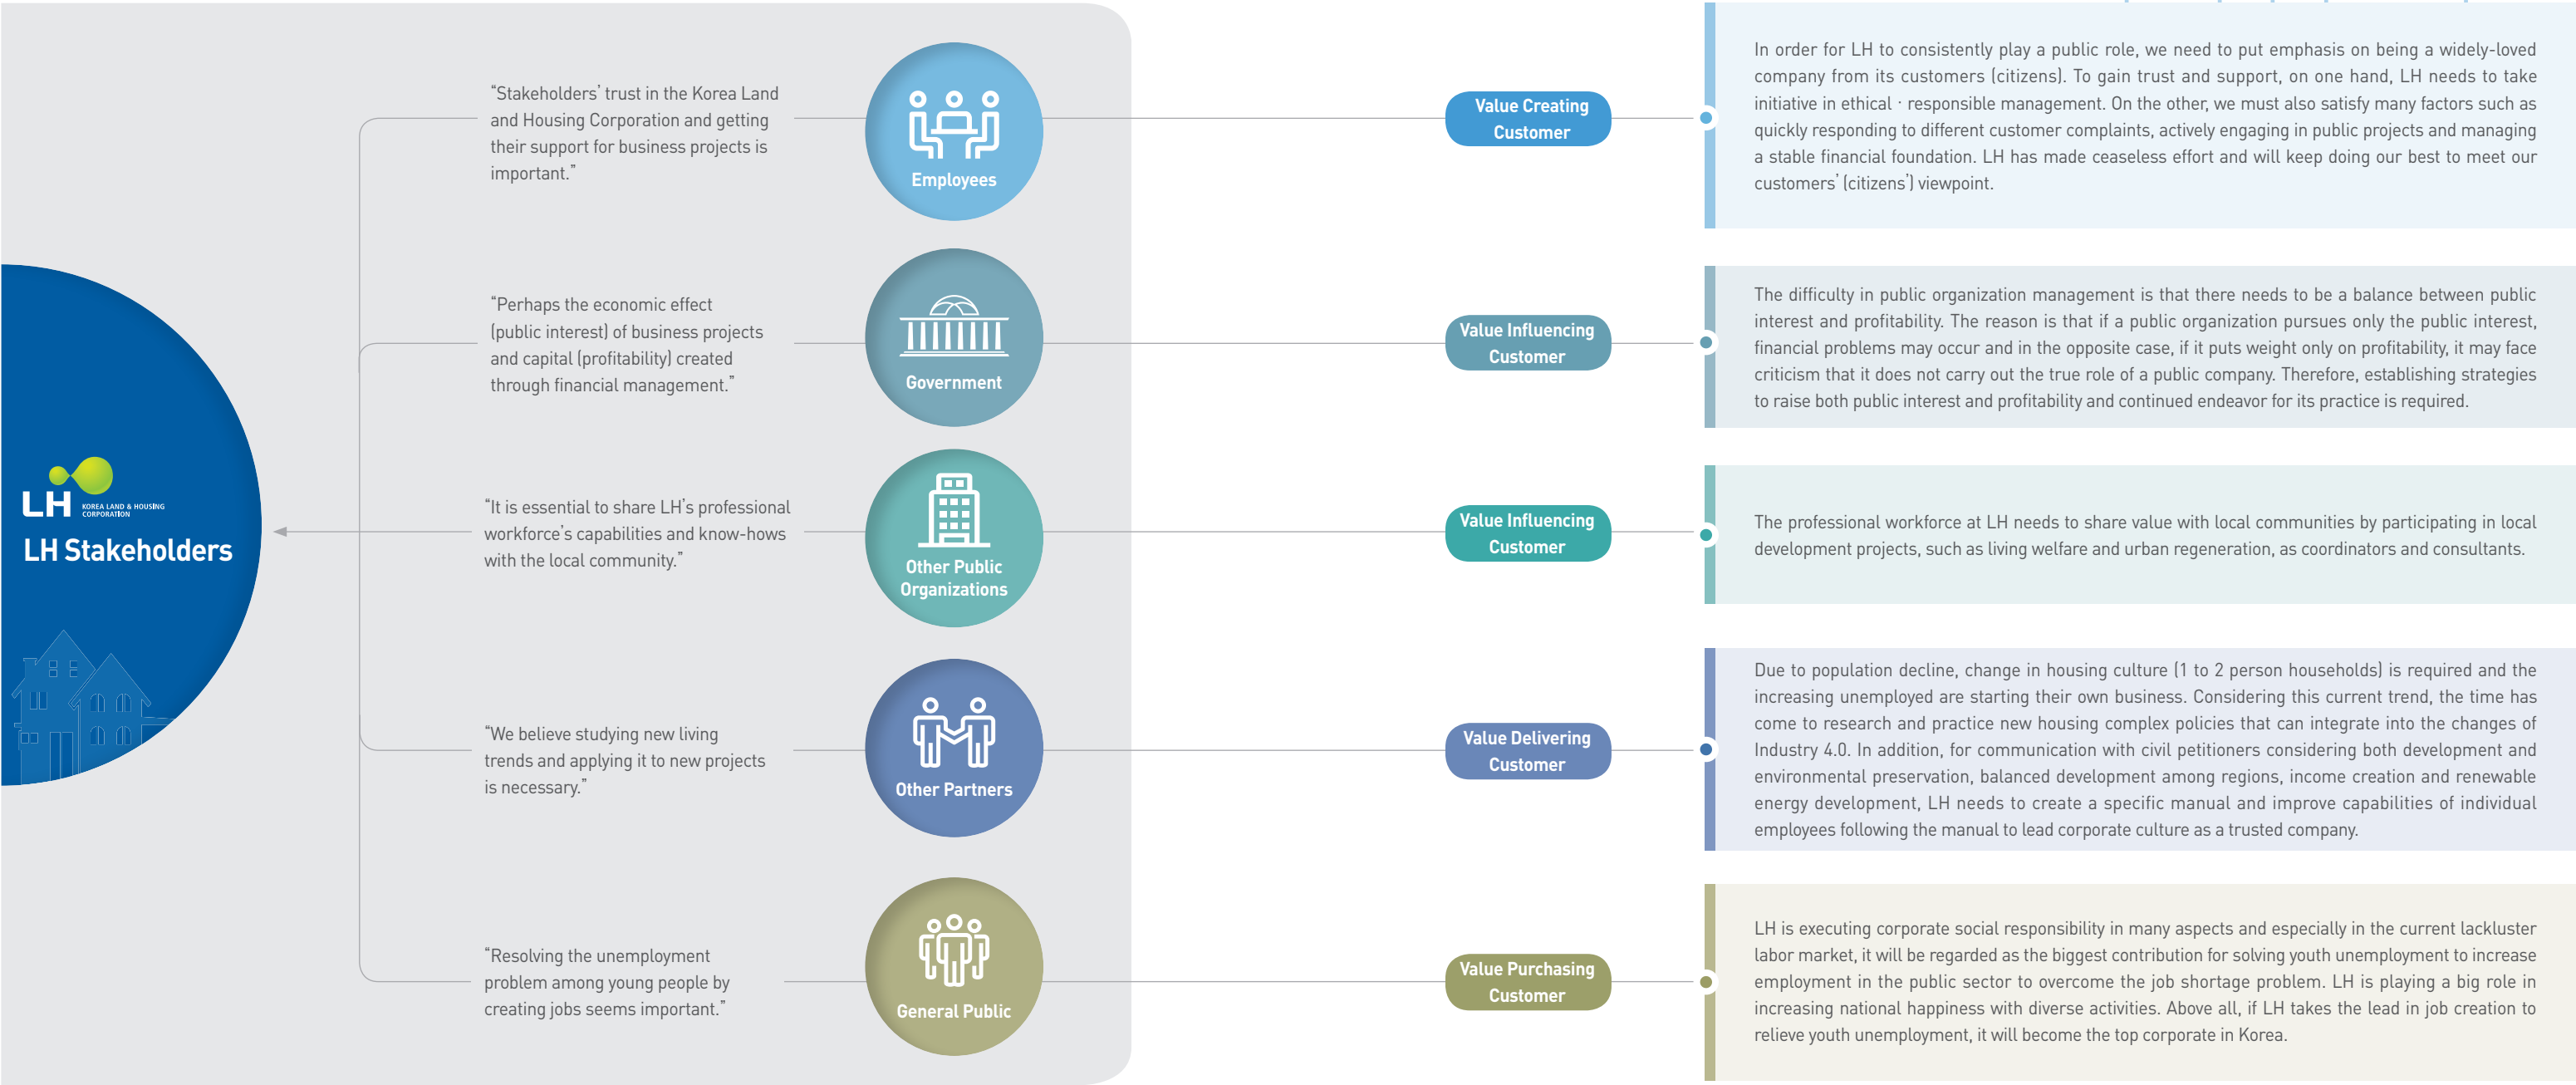 LH KOREA LAND & HOUSING
CORPORATION
LH Stakeholders
“Stakeholders’ trust in the Korea Land
and Housing Corporation and getting
their support for business projects is
important.”
Employees
Value Creating
Customer
In order for LH to consistently play a public role, we need to put emphasis on being a widely-loved
company from its customers (citizens). To gain trust and support, on one hand, LH needs to take
initiative in ethical · responsible management. On the other, we must also satisfy many factors such as
quickly responding to different customer complaints, actively engaging in public projects and managing
a stable financial foundation. LH has made ceaseless effort and will keep doing our best to meet our
customers’ (citizens’) viewpoint.
“Perhaps the economic effect
(public interest) of business projects
and capital (profitability) created
through financial management.”
Government
Value Influencing
Customer
The difficulty in public organization management is that there needs to be a balance between public
interest and profitability. The reason is that if a public organization pursues only the public interest,
financial problems may occur and in the opposite case, if it puts weight only on profitability, it may face
criticism that it does not carry out the true role of a public company. Therefore, establishing strategies
to raise both public interest and profitability and continued endeavor for its practice is required.
“It is essential to share LH’s professional
workforce’s capabilities and know-hows
with the local community.”
Other Public
Organizations
Value Influencing
Customer
The professional workforce at LH needs to share value with local communities by participating in local
development projects, such as living welfare and urban regeneration, as coordinators and consultants.
“We believe studying new living
trends and applying it to new projects
is necessary.”
Other Partners
Value Delivering
Customer
Due to population decline, change in housing culture (1 to 2 person households) is required and the
increasing unemployed are starting their own business. Considering this current trend, the time has
come to research and practice new housing complex policies that can integrate into the changes of
Industry 4.0. In addition, for communication with civil petitioners considering both development and
environmental preservation, balanced development among regions, income creation and renewable
energy development, LH needs to create a specific manual and improve capabilities of individual
employees following the manual to lead corporate culture as a trusted company.
“Resolving the unemployment
problem among young people by
creating jobs seems important.”
General Public
Value Purchasing
Customer
LH is executing corporate social responsibility in many aspects and especially in the current lackluster
labor market, it will be regarded as the biggest contribution for solving youth unemployment to increase
employment in the public sector to overcome the job shortage problem. LH is playing a big role in
increasing national happiness with diverse activities. Above all, if LH takes the lead in job creation to
relieve youth unemployment, it will become the top corporate in Korea.